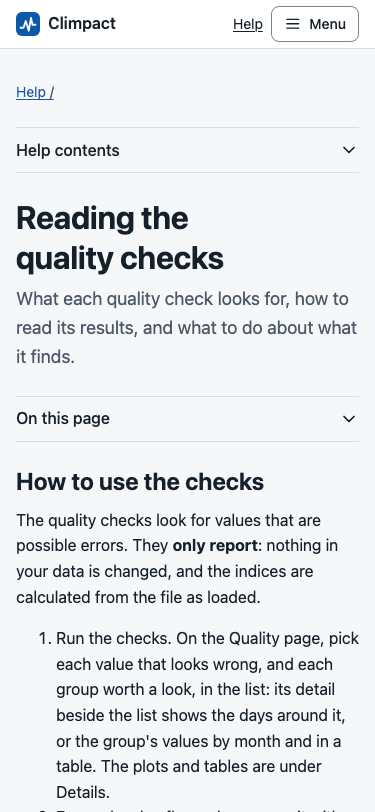 Climpact
Help
Menu
Help /
Help contents
Reading the
quality checks
What each quality check looks for, how to
read its results, and what to do about what
it finds.
On this page
How to use the checks
The quality checks look for values that are
possible errors. They only report: nothing in
your data is changed, and the indices are
calculated from the file as loaded.
1. Run the checks. On the Quality page, pick
each value that looks wrong, and each
group worth a look, in the list: its detail
beside the list shows the days around it,
or the group's values by month and in a
table. The plots and tables are under
Details.